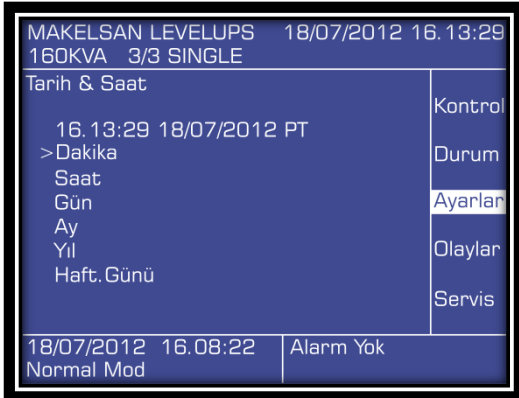 MAKELSAN LEVELUPS 18/07/2012 16.13:29
160KVA 3/3 SINGLE
Tarih & Saat
16.13:29 18/07/2012 PT
>Dakika
Saat
Gün
Ay
Yıl
Haft.Günü
Kontrol
Durum
Ayarlar
Olaylar
Servis
18/07/2012 16.08:22
Normal Mod
Alarm Yok